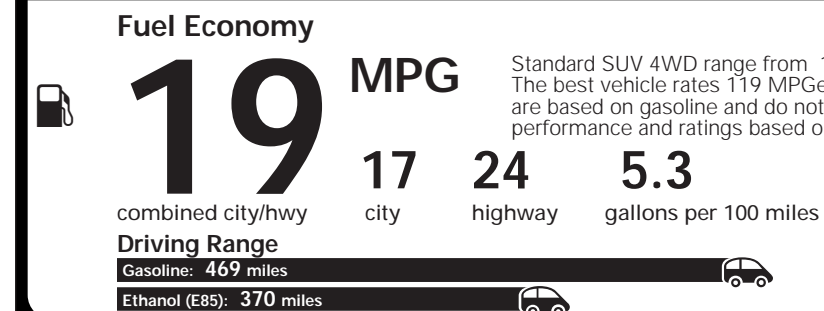 Fuel Economy
19
MPG
Standard SUV 4WD range from
The best vehicle rates 119 MPGe
are based on gasoline and do not
performance and ratings based
17 24 5.3
combined city/hwy city highway gallons per 100 miles
Driving Range
Gasoline: 469 miles
Ethanol (E85): 370 miles